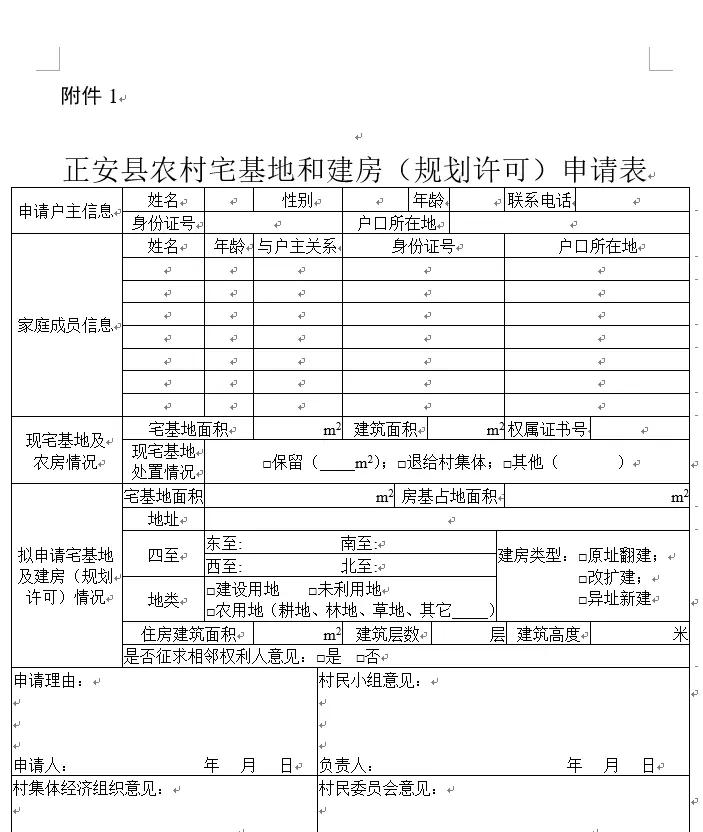 附件 1
正安县农村宅基地和建房（规划许可）申请表
申请户主信息 姓名 性别 年龄 联系电话
身份证号 户口所在地
家庭成员信息 姓名 年龄 与户主关系 身份证号 户口所在地
现宅基地及农房情况 宅基地面积 m² 建筑面积 m² 权属证书号
现宅基地处置情况 □保留（____m²）；□退给村集体；□其他（ ）
拟申请宅基地及建房（规划许可）情况 宅基地面积 m² 房基占地面积 m²
地址
四至 东至: 南至:
西至: 北至:
建房类型：□原址翻建；
□改扩建；
□异址新建
地类 □建设用地 □未利用地
□农用地（耕地、林地、草地、其它____）
住房建筑面积 m² 建筑层数 层 建筑高度 米
是否征求相邻权利人意见：□是 □否
申请理由：
申请人： 年 月 日
村民小组意见：
负责人： 年 月 日
村集体经济组织意见：
村民委员会意见：